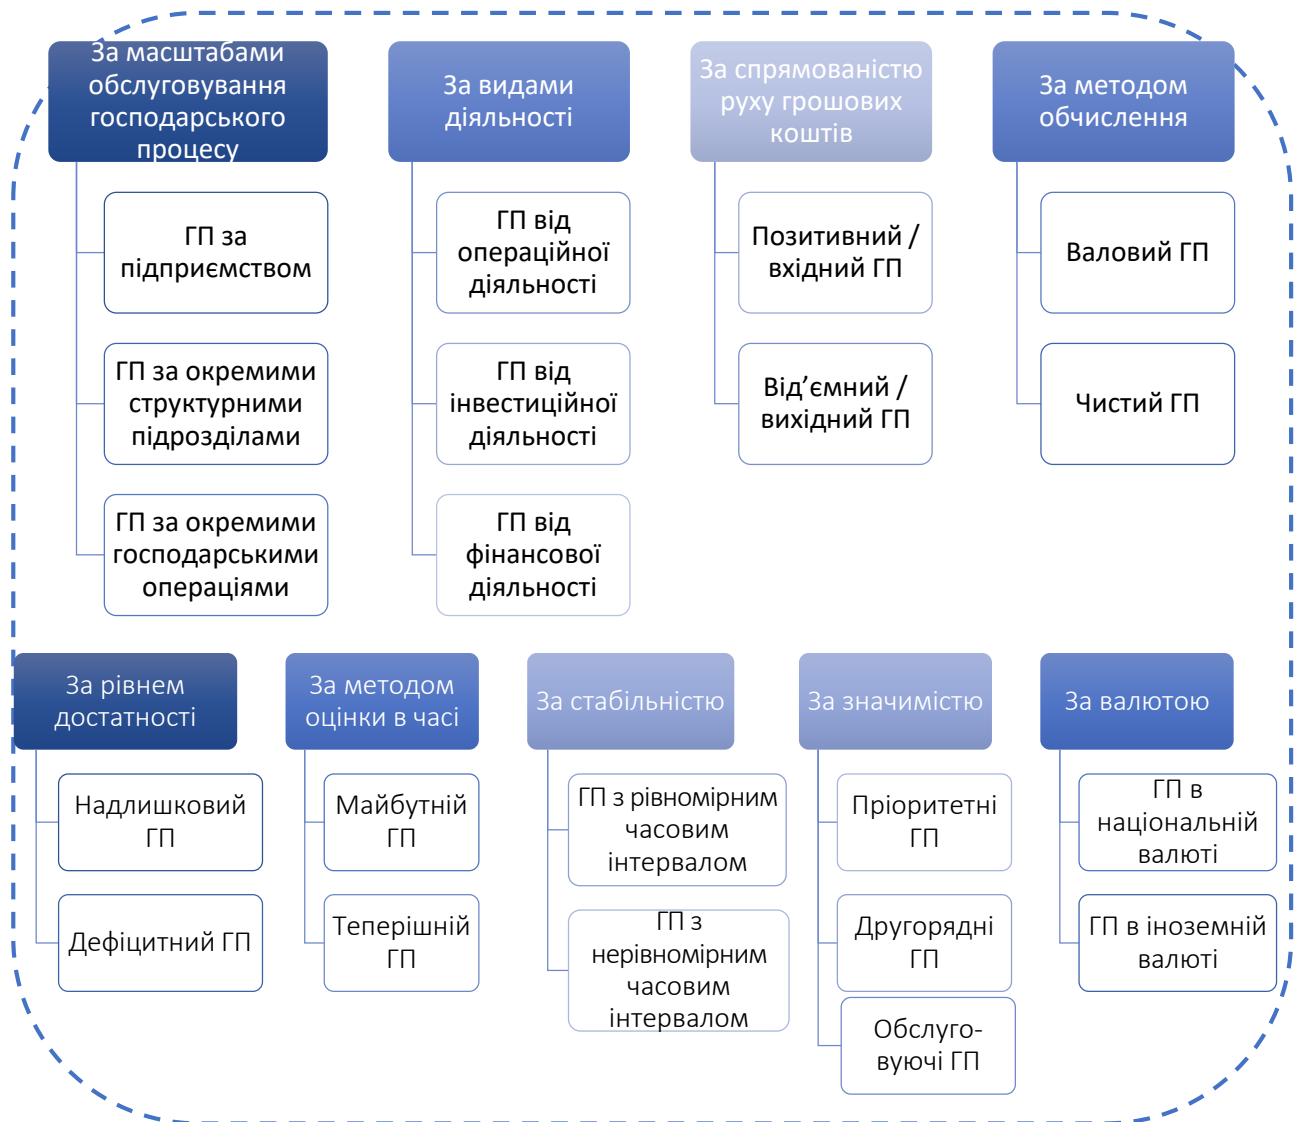 За масштабами
обслуговування
господарського
процесу
ГП за
підприємством
ГП за окремими
структурними
підрозділами
ГП за окремими
господарськими
операціями
За видами
діяльності
ГП від
операційної
діяльності
ГП від
інвестиційної
діяльності
ГП від
фінансової
діяльності
За спрямованістю
руху грошових
коштів
Позитивний /
вхідний ГП
Від’ємний /
вихідний ГП
За методом
обчислення
Валовий ГП
Чистий ГП
За рівнем
достатності
Надлишковий
ГП
Дефіцитний ГП
За методом
оцінки в часі
Майбутній
ГП
Теперішній
ГП
За стабільністю
ГП з рівномірним
часовим
інтервалом
ГП з
нерівномірним
часовим
інтервалом
За значимістю
Пріоритетні
ГП
Другорядні
ГП
Обслуго-
вуючі ГП
За валютою
ГП в
національній
валюті
ГП в іноземній
валюті